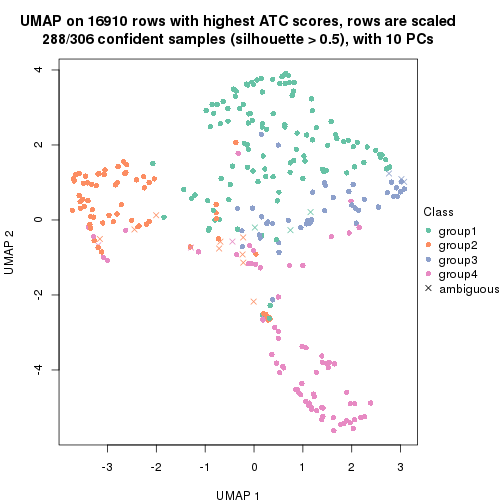 UMAP on 16910 rows with highest ATC scores, rows are scaled
288/306 confident samples (silhouette > 0.5), with 10 PCs
4
2
0
-2
-4
UMAP 2
-3 -2 -1 0 1 2 3
UMAP 1
Class
group1
group2
group3
group4
ambiguous